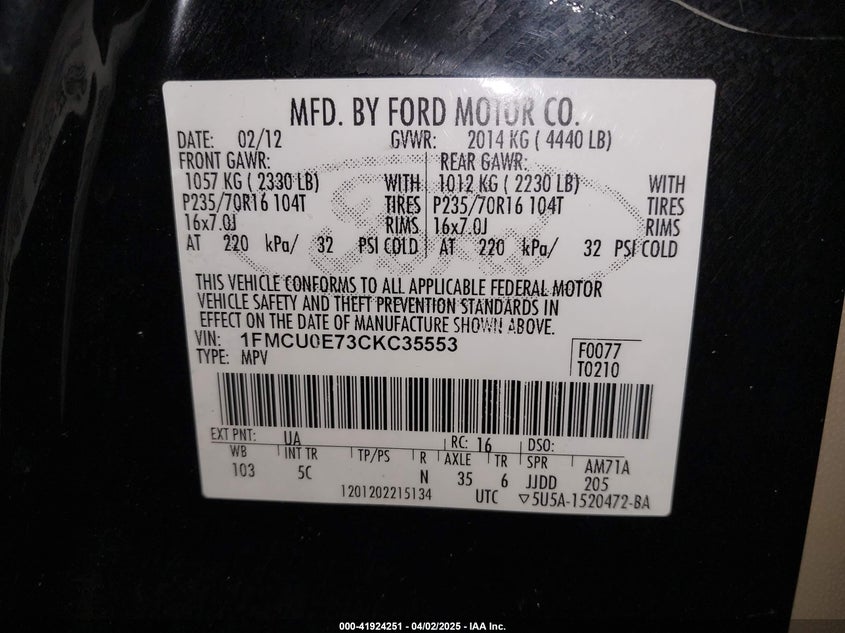 MFD. BY FORD MOTOR CO.
DATE: 02/12 GVWR: 2014 KG ( 4440 LB)
FRONT GAWR: REAR GAWR:
1057 KG ( 2330 LB) WITH 1012 KG ( 2230 LB) WITH
P235/70R16 104T TIRES P235/70R16 104T TIRES
16x7.0J RIMS 16x7.0J RIMS
AT 220 kPa/ 32 PSI COLD AT 220 kPa/ 32 PSI COLD
THIS VEHICLE CONFORMS TO ALL APPLICABLE FEDERAL MOTOR
VEHICLE SAFETY AND THEFT PREVENTION STANDARDS IN
EFFECT ON THE DATE OF MANUFACTURE SHOWN ABOVE.
VIN: 1FMCU0E73CKC35553 F0077
TYPE: MPV T0210
EXT PNT: UA RC: 16 DSO:
WB INT TR TP/PS R AXLE TR SPR AM71A
103 5C N 35 6 JJDD 205
1201202215134 UTC ▽5U5A-1520472-BA
000-41924251 - 04/02/2025 - IAA Inc.